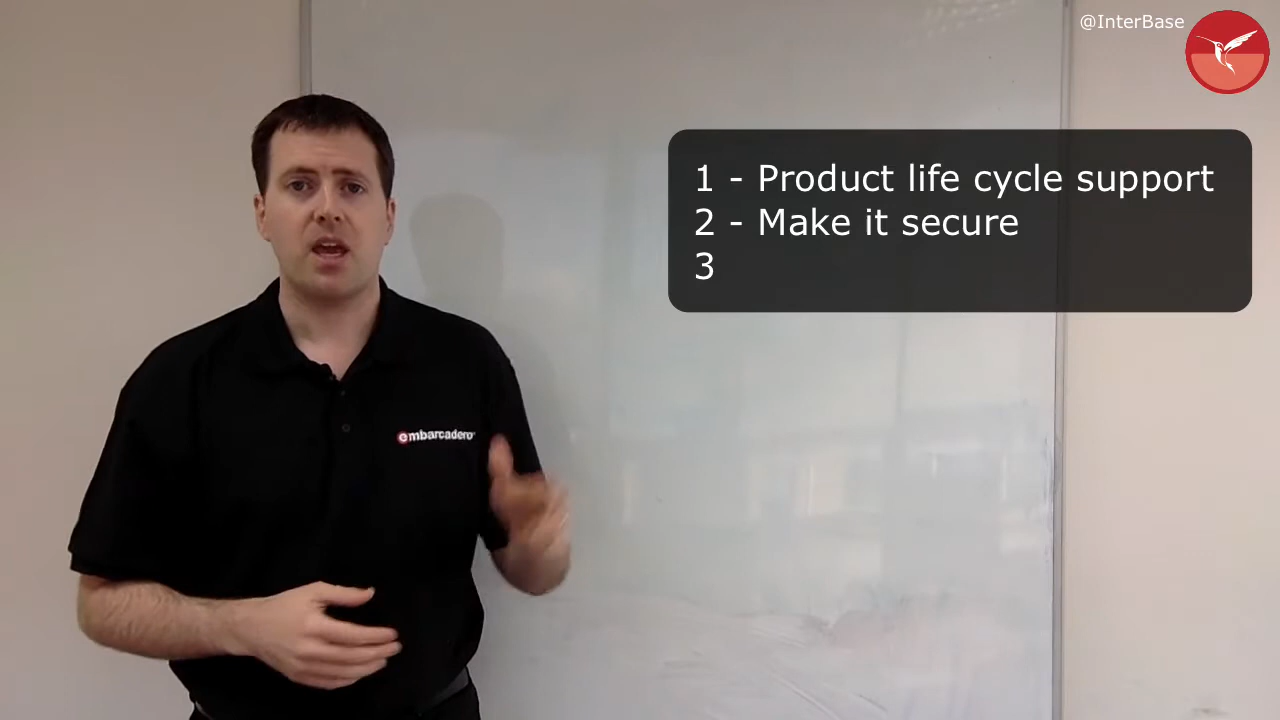 @InterBase
1 - Product life cycle support
2 - Make it secure
3
embarcadero